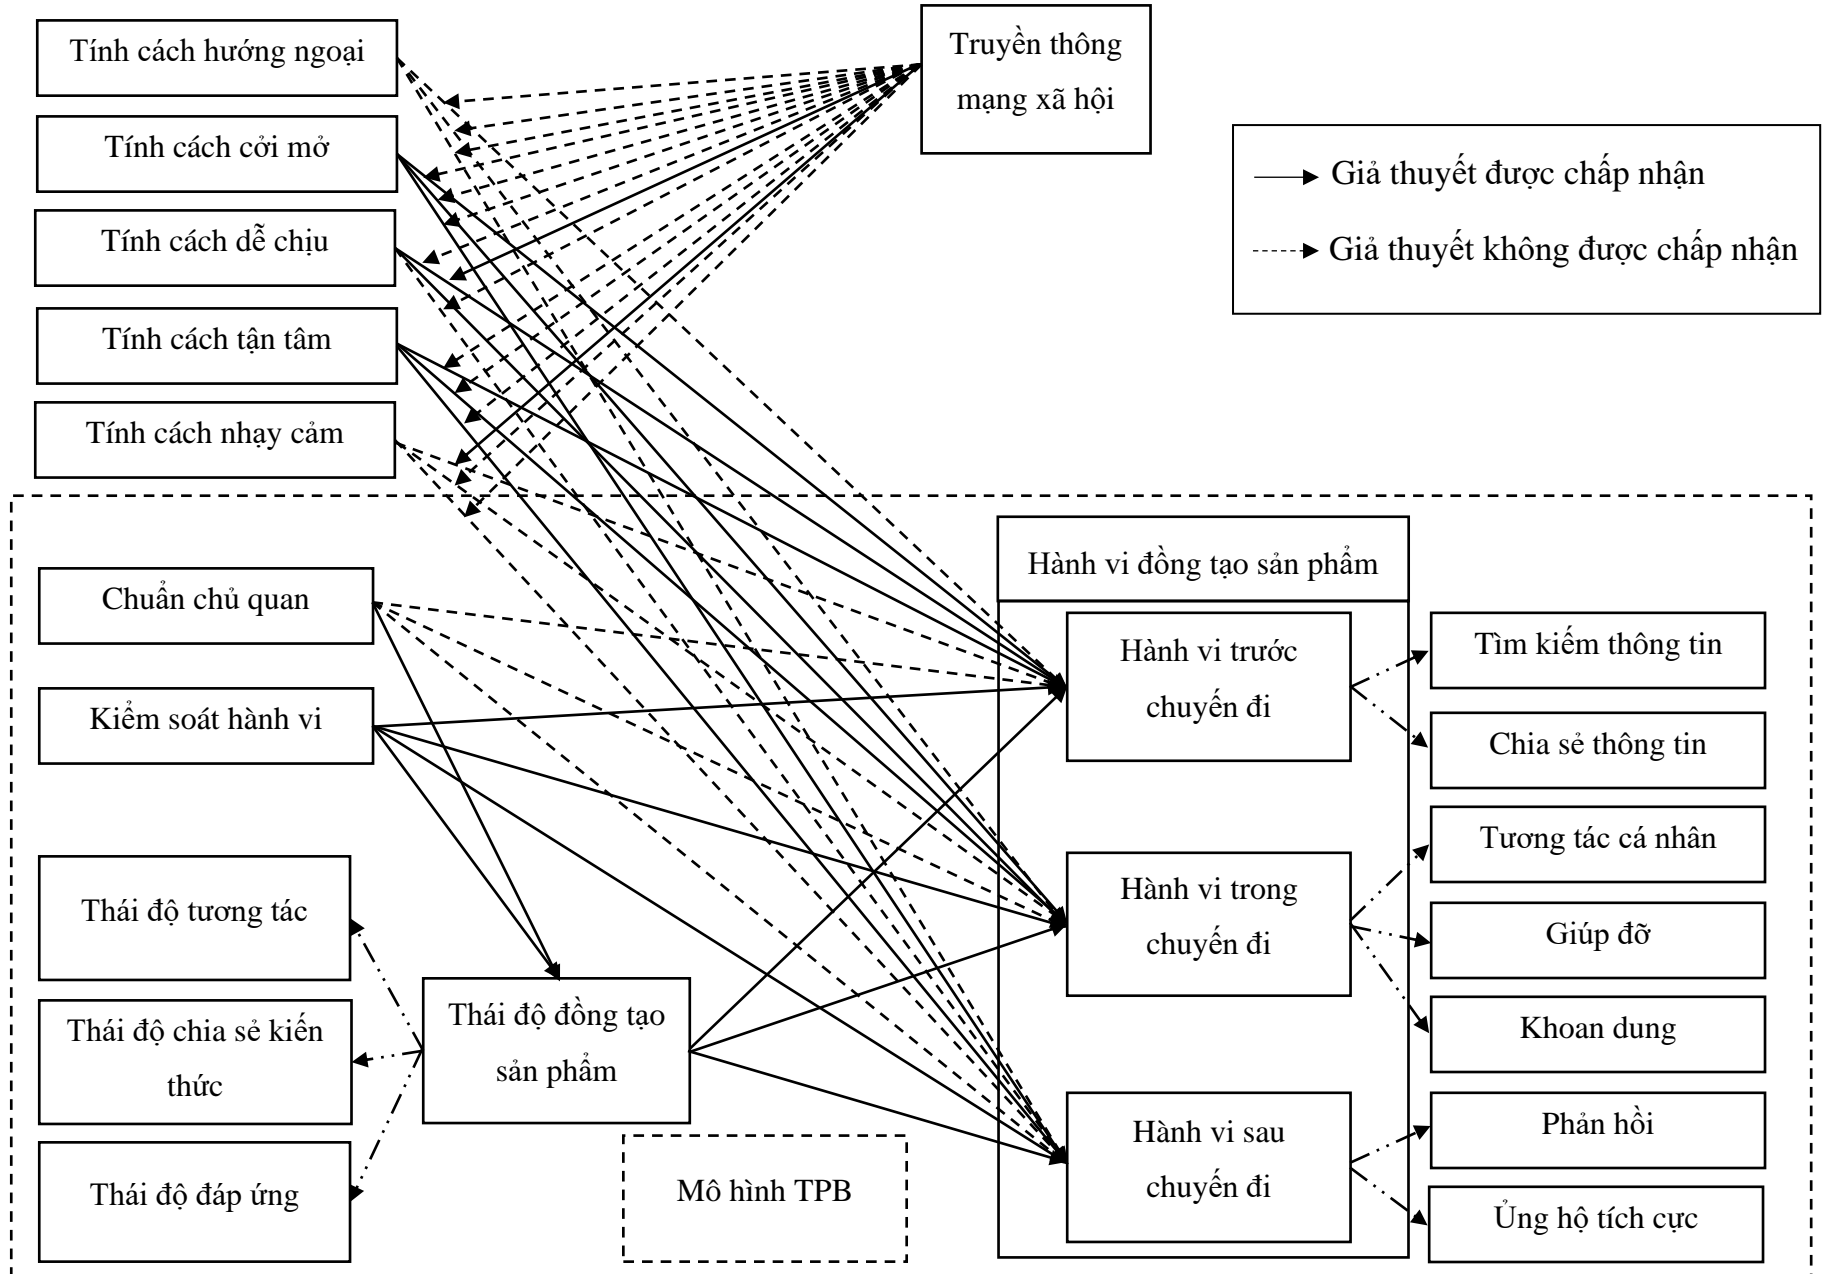 Tính cách hướng ngoại
Truyền thông
mạng xã hội
Tính cách cởi mở
Giả thuyết được chấp nhận
Tính cách dễ chịu
Giả thuyết không được chấp nhận
Tính cách tận tâm
Tính cách nhạy cảm
Hành vi đồng tạo sản phẩm
Chuẩn chủ quan
Hành vi trước
chuyến đi
Tìm kiếm thông tin
Kiểm soát hành vi
Chia sẻ thông tin
Tương tác cá nhân
Thái độ tương tác
Hành vi trong
chuyến đi
Giúp đỡ
Thái độ chia sẻ kiến
thức
Thái độ đồng tạo
sản phẩm
Khoan dung
Hành vi sau
chuyến đi
Phản hồi
Thái độ đáp ứng
Mô hình TPB
Ủng hộ tích cực